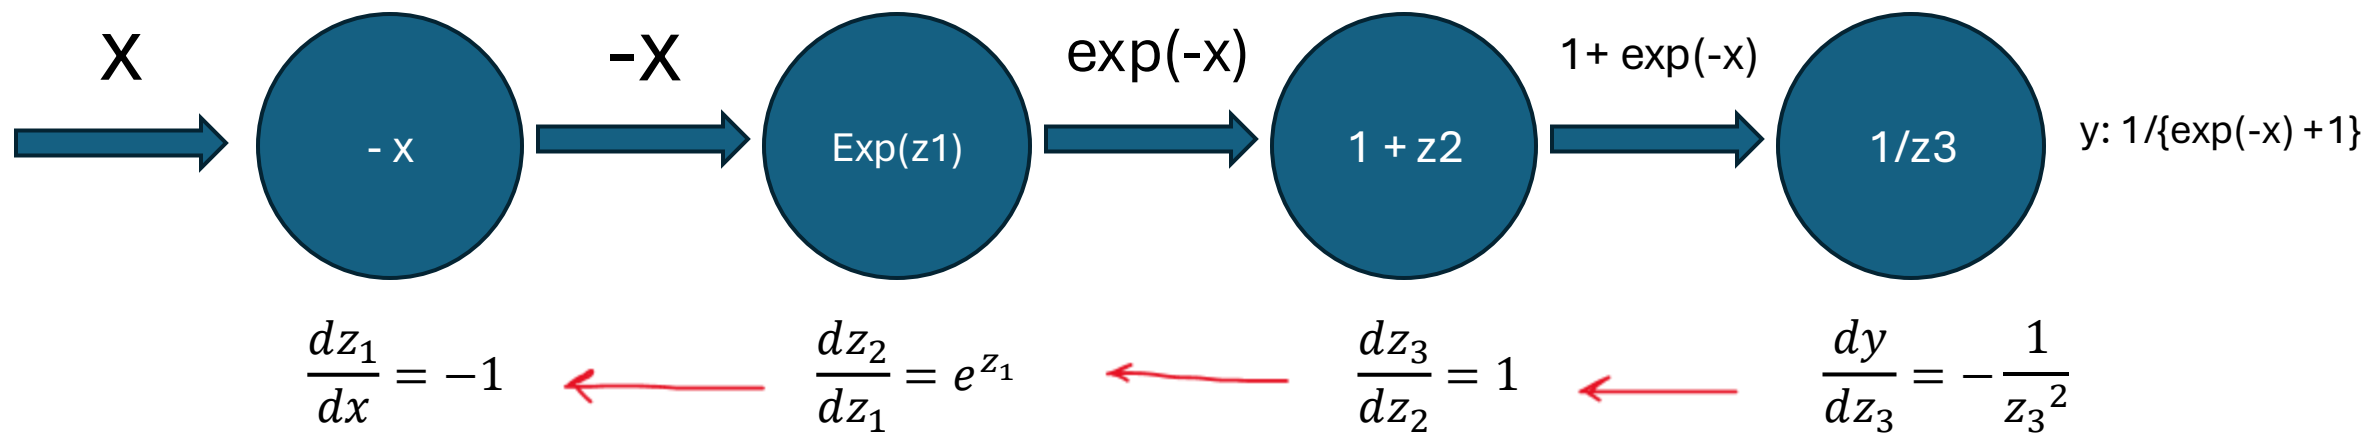 x
-x
exp(-x)
1+ exp(-x)
- x
Exp(z1)
1 + z2
1/z3
y: 1/{exp(-x) +1}
dz₁/dx = −1
dz₂/dz₁ = e^{z₁}
dz₃/dz₂ = 1
dy/dz₃ = −1/z₃²